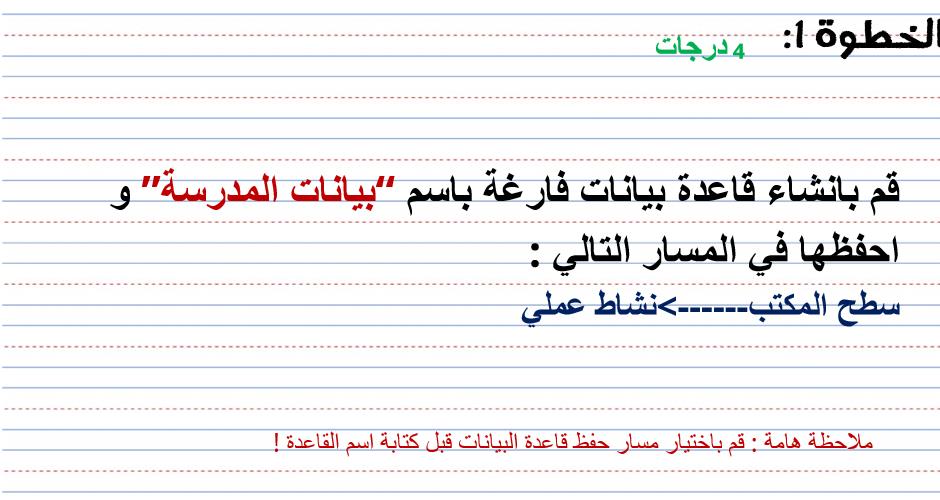 الخطوة 1:
4 درجات
قم بانشاء قاعدة بيانات فارغة باسم “بيانات المدرسة” و
احفظها في المسار التالي :
سطح المكتب------>نشاط عملي
ملاحظة هامة : قم باختيار مسار حفظ قاعدة البيانات قبل كتابة اسم القاعدة !